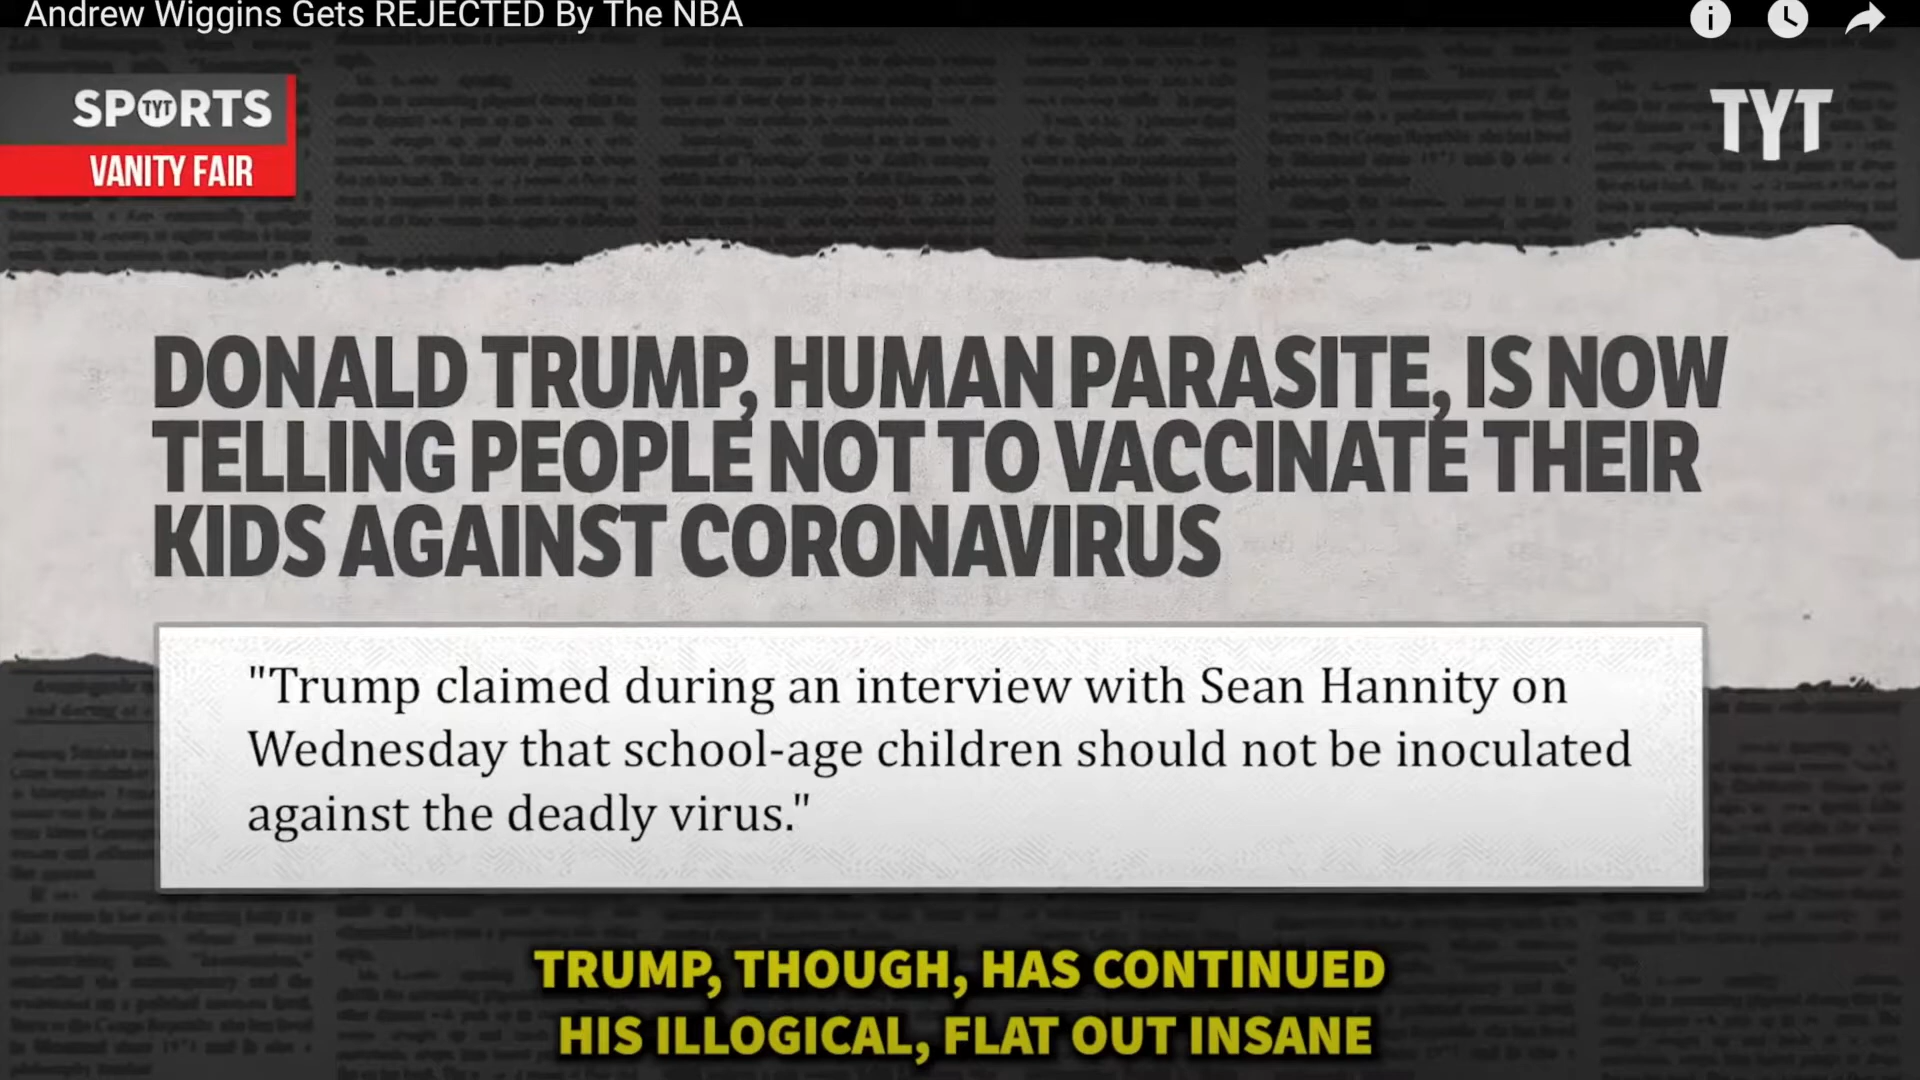 Andrew Wiggins Gets REJECTED By The NBA
SPORTS
TYT
VANITY FAIR
TYT
DONALD TRUMP, HUMAN PARASITE, IS NOW
TELLING PEOPLE NOT TO VACCINATE THEIR
KIDS AGAINST CORONAVIRUS
"Trump claimed during an interview with Sean Hannity on
Wednesday that school-age children should not be inoculated
against the deadly virus."
TRUMP, THOUGH, HAS CONTINUED
HIS ILLOGICAL, FLAT OUT INSANE